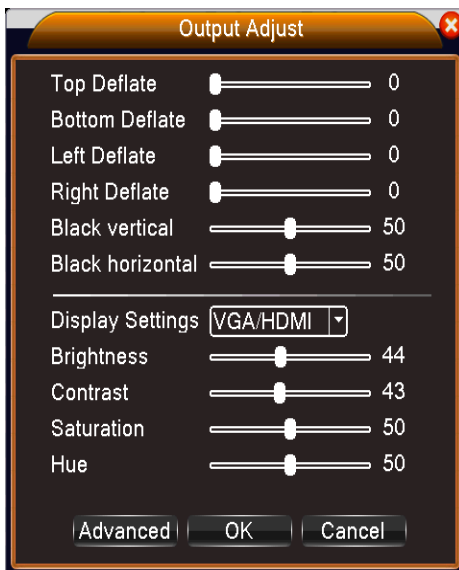 Output Adjust
Top Deflate 0
Bottom Deflate 0
Left Deflate 0
Right Deflate 0
Black vertical 50
Black horizontal 50
Display Settings VGA/HDMI
Brightness 44
Contrast 43
Saturation 50
Hue 50
Advanced OK Cancel